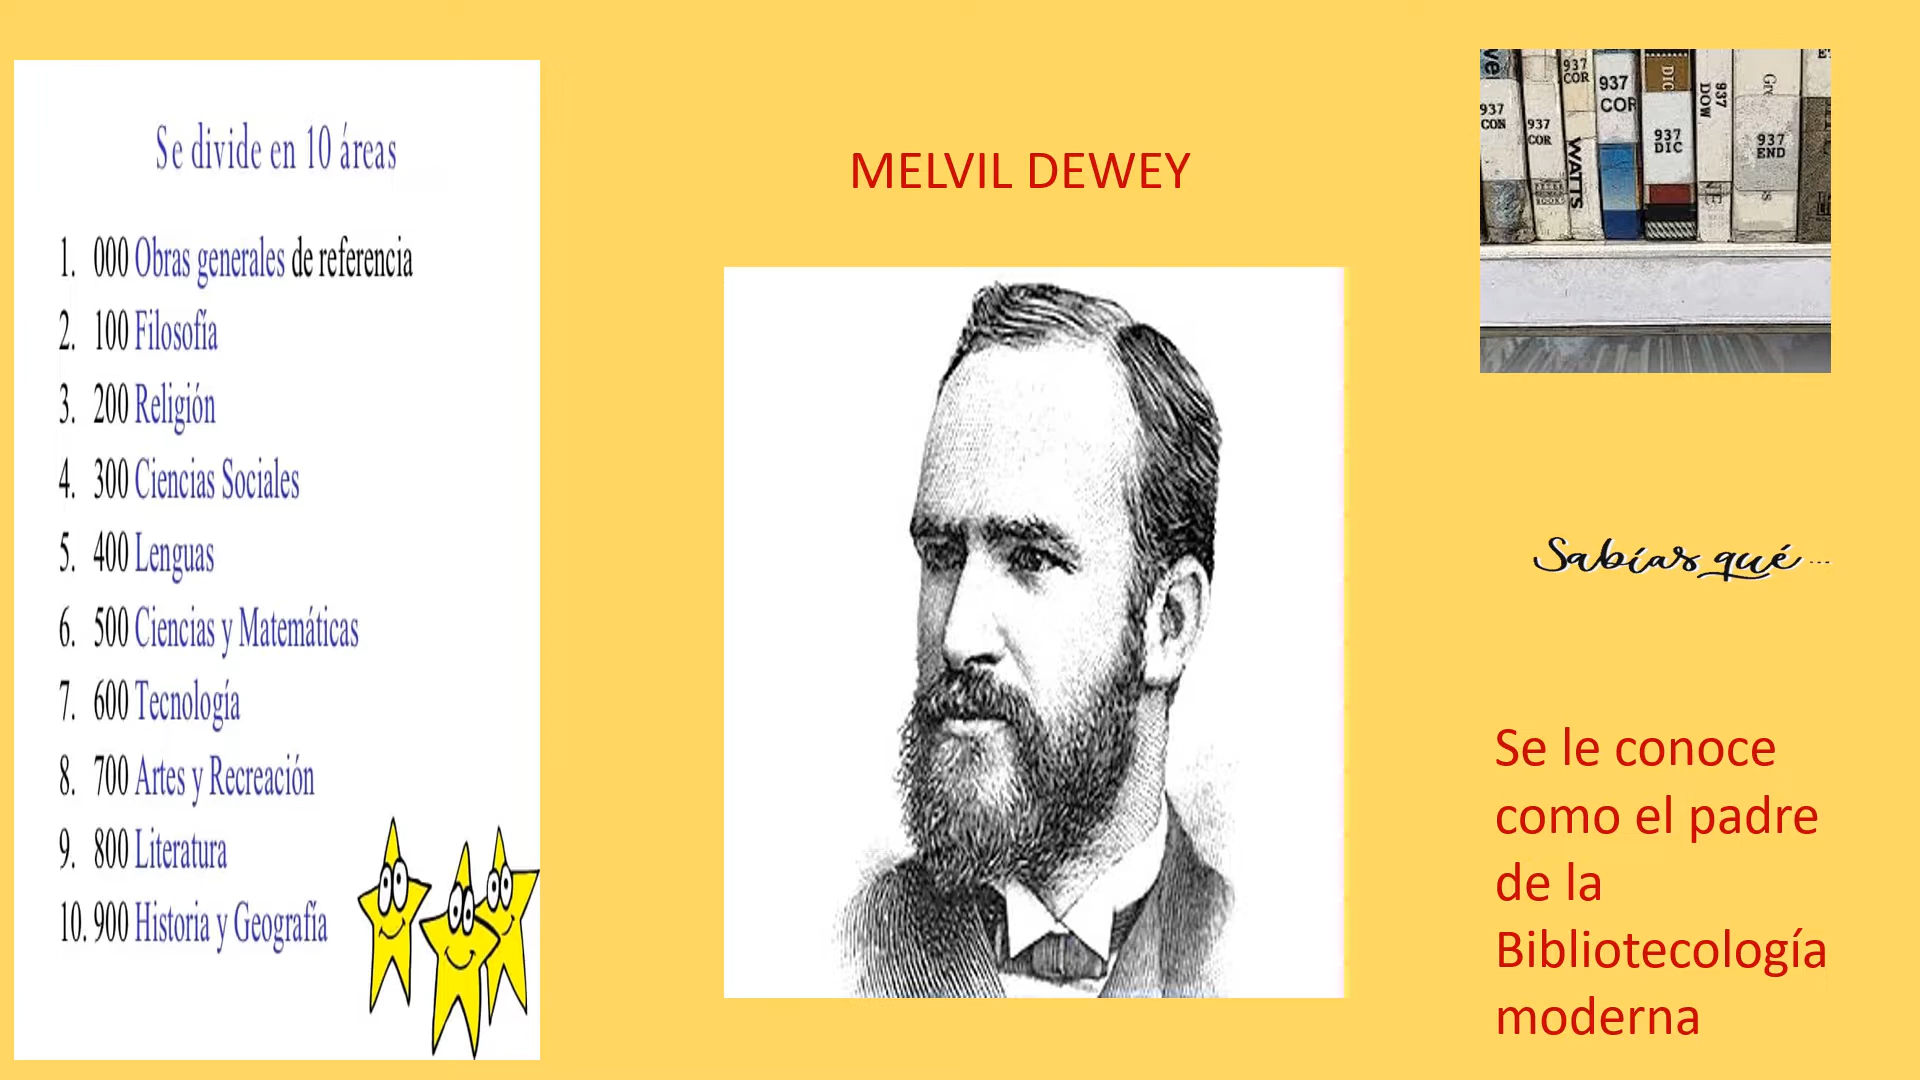 Se divide en 10 áreas
1. 000 Obras generales de referencia
2. 100 Filosofía
3. 200 Religión
4. 300 Ciencias Sociales
5. 400 Lenguas
6. 500 Ciencias y Matemáticas
7. 600 Tecnología
8. 700 Artes y Recreación
9. 800 Literatura
10. 900 Historia y Geografía
MELVIL DEWEY
937
CON
937
COR
937
COR
WATTS
937
COR
DIC
937
DIC
937
DOW
937
END
Sabías qué ...
Se le conoce
como el padre
de la
Bibliotecología
moderna